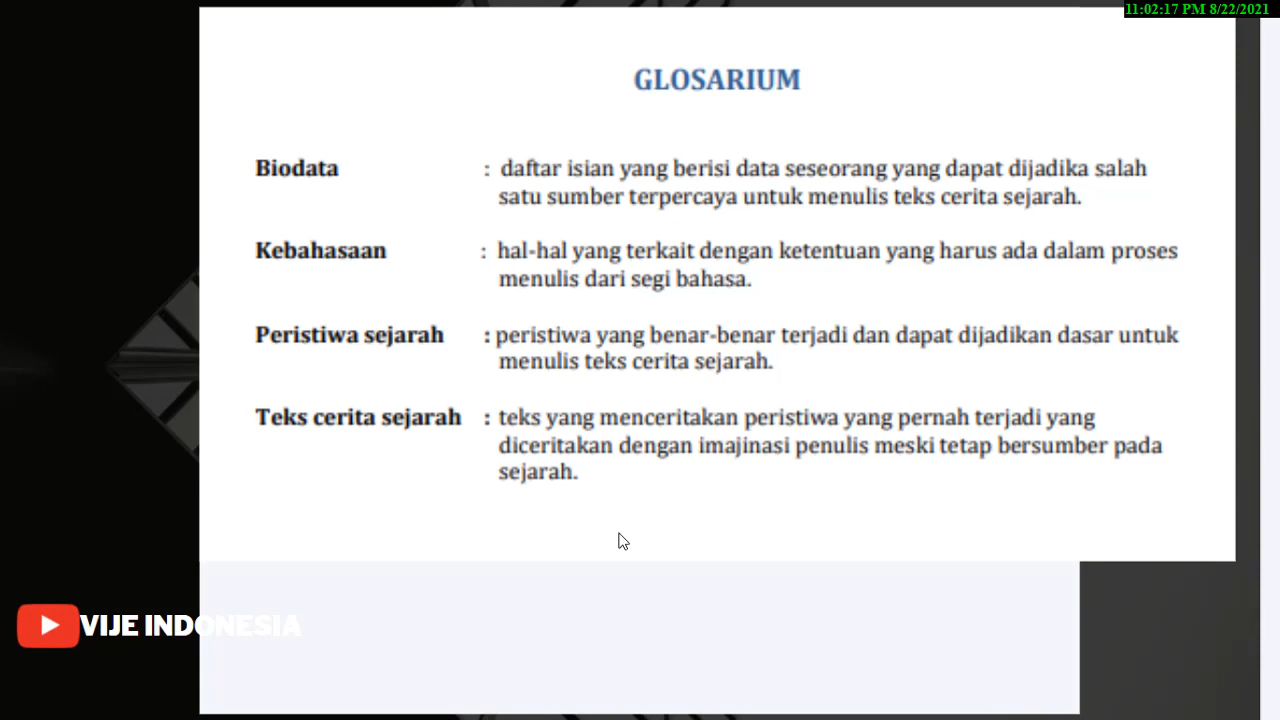 11:02:17 PM 8/22/2021
GLOSARIUM
Biodata : daftar isian yang berisi data seseorang yang dapat dijadika salah
satu sumber terpercaya untuk menulis teks cerita sejarah.
Kebahasaan : hal-hal yang terkait dengan ketentuan yang harus ada dalam proses
menulis dari segi bahasa.
Peristiwa sejarah : peristiwa yang benar-benar terjadi dan dapat dijadikan dasar untuk
menulis teks cerita sejarah.
Teks cerita sejarah : teks yang menceritakan peristiwa yang pernah terjadi yang
diceritakan dengan imajinasi penulis meski tetap bersumber pada
sejarah.
VIJE INDONESIA